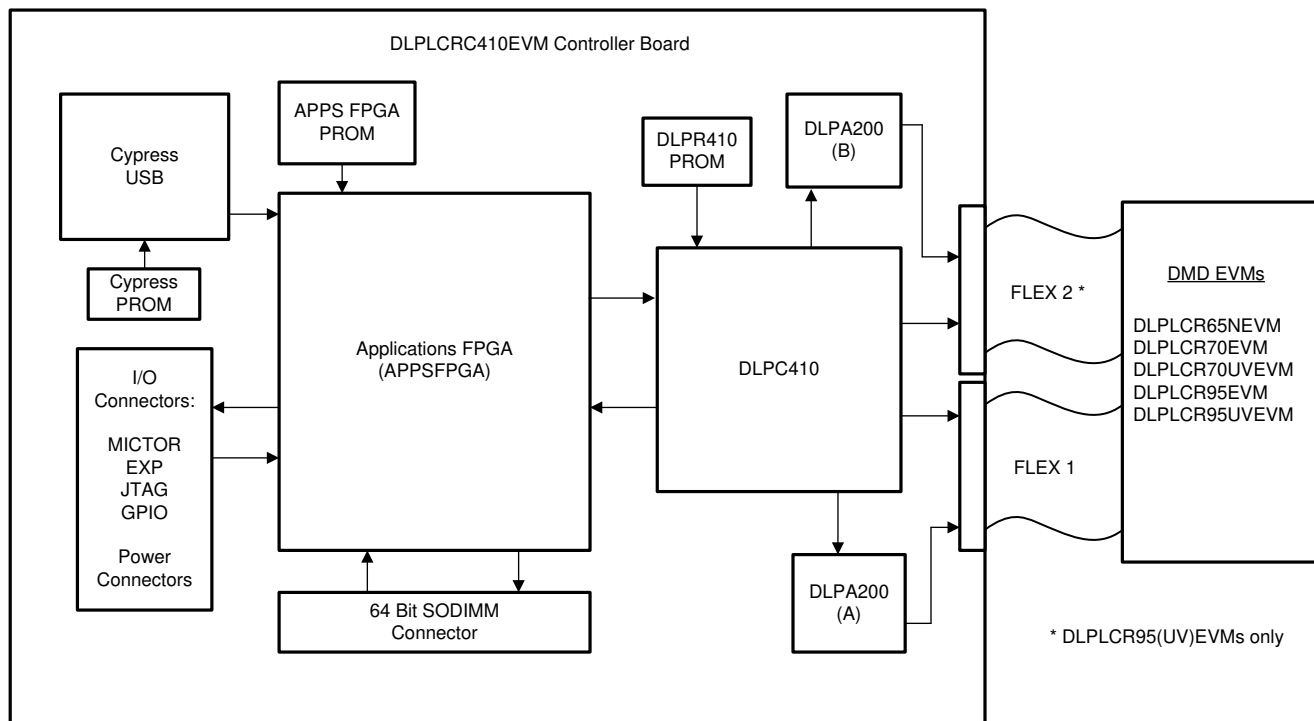 DLPLCRC410EVM Controller Board
Cypress
USB
APPS FPGA
PROM
DLPR410
PROM
DLPA200
(B)
Cypress
PROM
Applications FPGA
(APPSFPGA)
DLPC410
I/O
Connectors:
MICTOR
EXP
JTAG
GPIO
Power
Connectors
64 Bit SODIMM
Connector
DLPA200
(A)
FLEX 2 *
FLEX 1
DMD EVMs
DLPLCR65NEVM
DLPLCR70EVM
DLPLCR70UVEVM
DLPLCR95EVM
DLPLCR95UVEVM
* DLPLCR95(UV)EVMs only